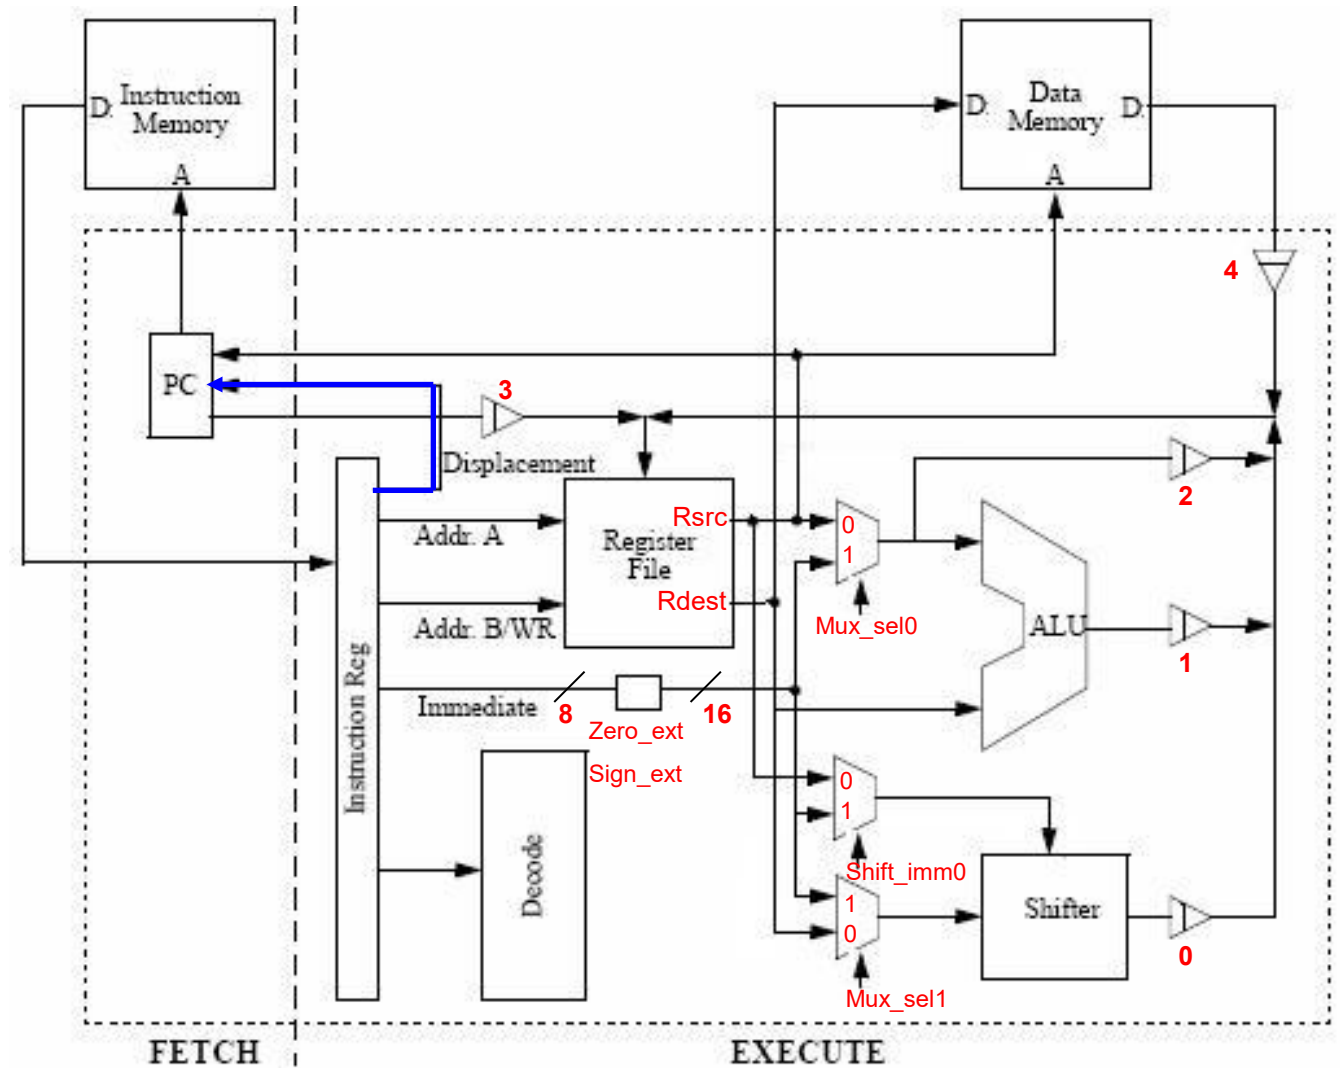 D
Instruction
Memory
A
Data
Memory
D
D
A
4
PC
3
Displacement
2
Rsrc
0
1
Addr. A
Register
File
Rdest
Mux_sel0
ALU
Addr. B/WR
1
Instruction Reg
Immediate
8
16
Zero_ext
Sign_ext
0
1
Decode
Shift_imm0
1
0
Shifter
0
Mux_sel1
FETCH
EXECUTE